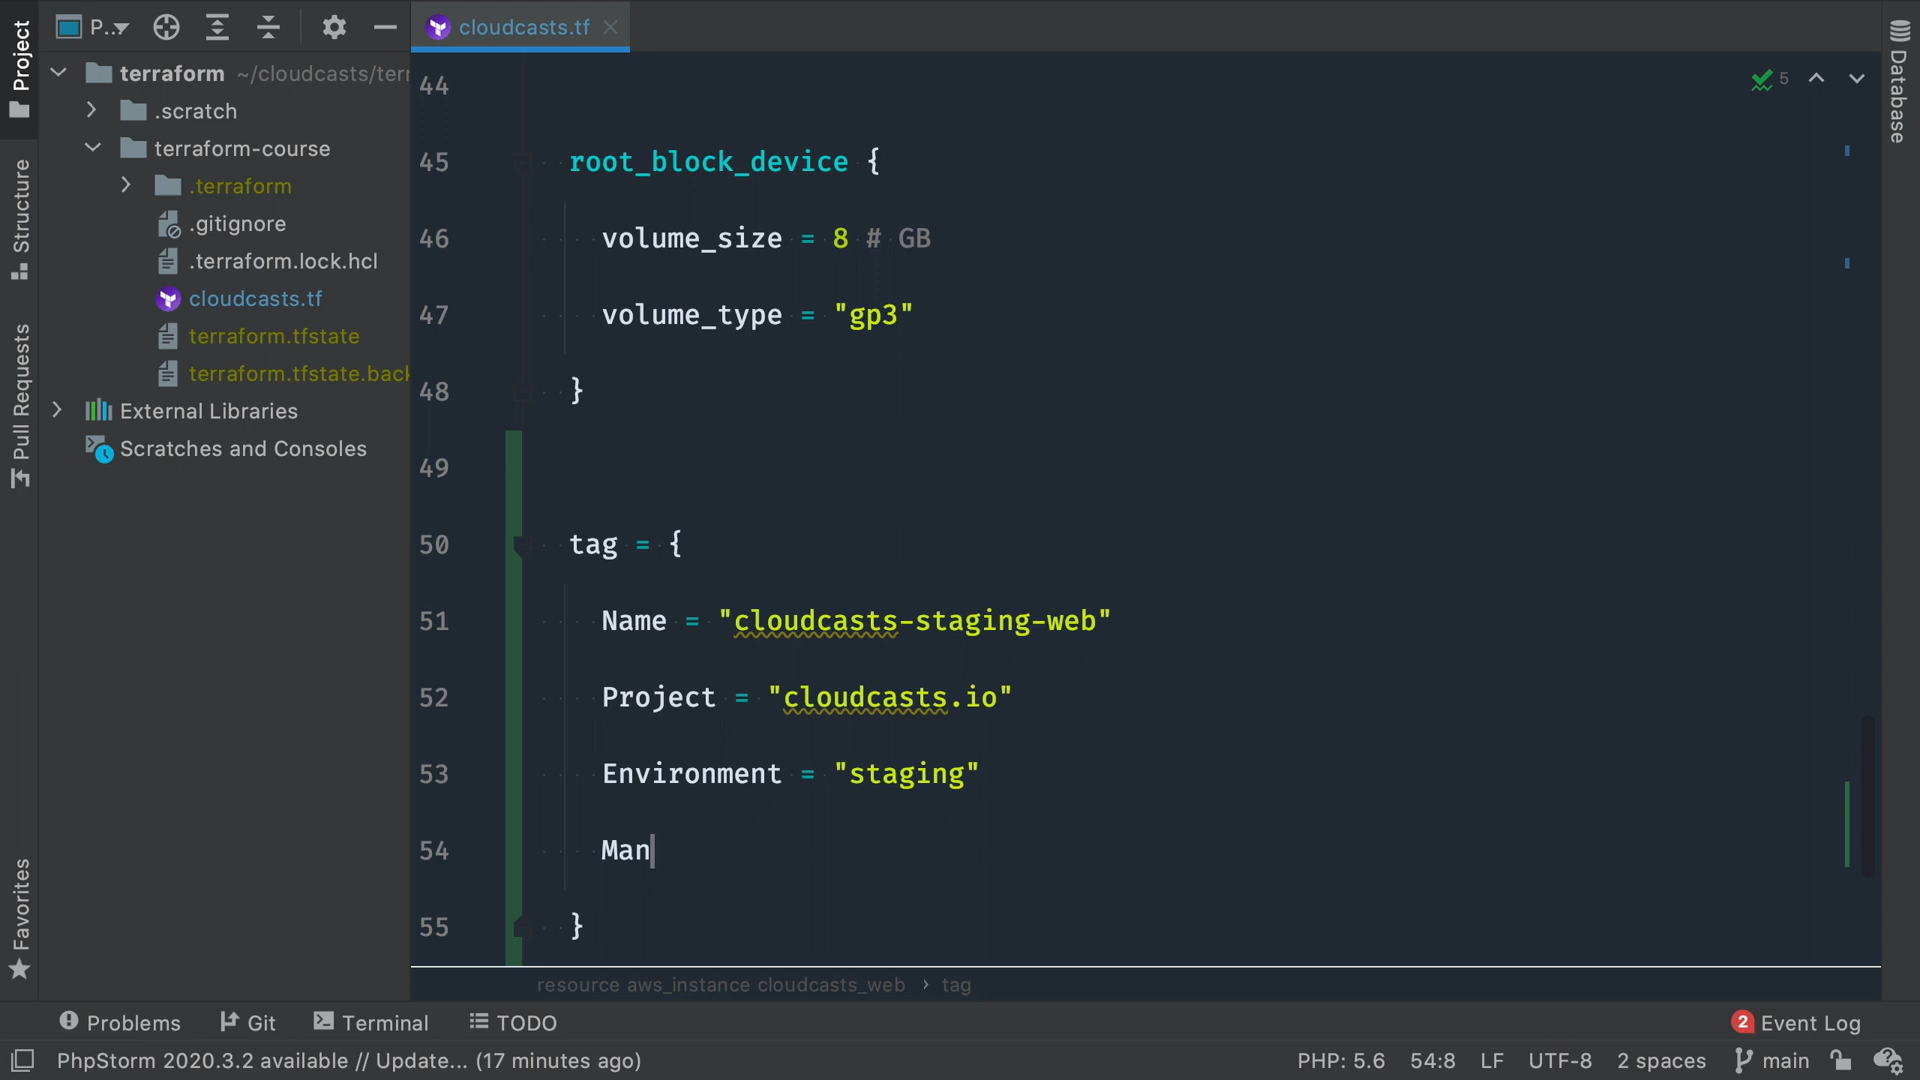 Project
P..
cloudcasts.tf
Database
terraform ~/cloudcasts/terr
.scratch
terraform-course
.terraform
.gitignore
.terraform.lock.hcl
cloudcasts.tf
terraform.tfstate
terraform.tfstate.back
External Libraries
Scratches and Consoles
Structure
Pull Requests
Favorites
5
44
45 root_block_device {
46 volume_size = 8 # GB
47 volume_type = "gp3"
48 }
49
50 tag = {
51 Name = "cloudcasts-staging-web"
52 Project = "cloudcasts.io"
53 Environment = "staging"
54 Man
55 }
resource aws_instance cloudcasts_web › tag
Problems Git Terminal TODO 2 Event Log
PhpStorm 2020.3.2 available // Update... (17 minutes ago) PHP: 5.6 54:8 LF UTF-8 2 spaces main